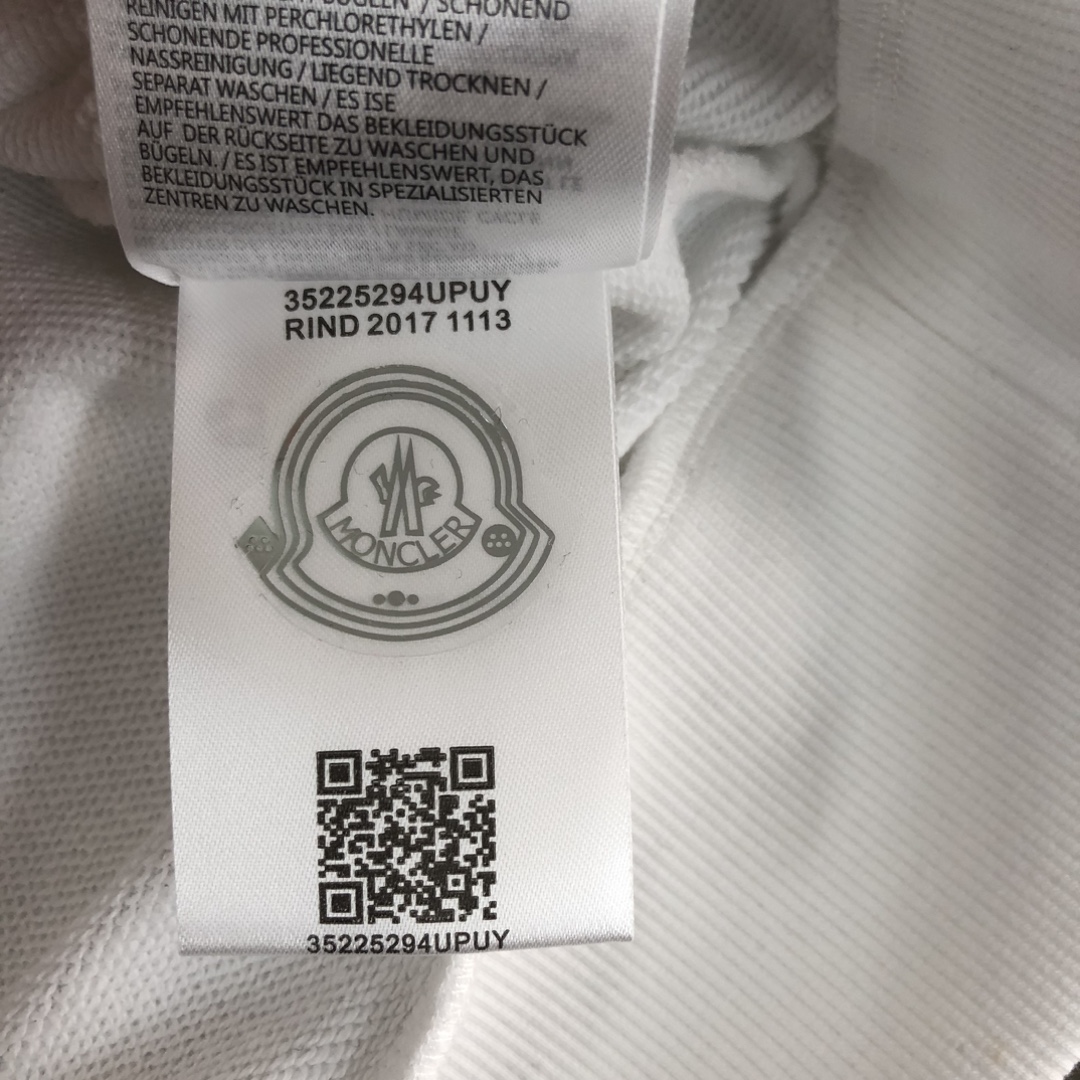 BÜGELN / SCHONEND
REINIGEN MIT PERCHLORETHYLEN /
SCHONENDE PROFESSIONELLE
NASSREINIGUNG / LIEGEND TROCKNEN /
SEPARAT WASCHEN / ES ISE
EMPFEHLENSWERT DAS BEKLEIDUNGSSTÜCK
AUF DER RÜCKSEITE ZU WASCHEN UND
BÜGELN. / ES IST EMPFEHLENSWERT, DAS
BEKLEIDUNGSSTÜCK IN SPEZIALISIERTEN
ZENTREN ZU WASCHEN.
35225294UPUY
RIND 2017 1113
MONCLER
35225294UPUY